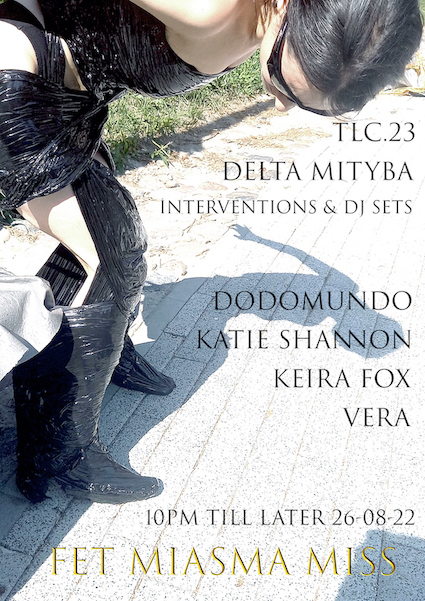 TLC.23
DELTA MITYBA
INTERVENTIONS & DJ SETS
DODOMUNDO
KATIE SHANNON
KEIRA FOX
VERA
10PM TILL LATER 26-08-22
FET MIASMA MISS